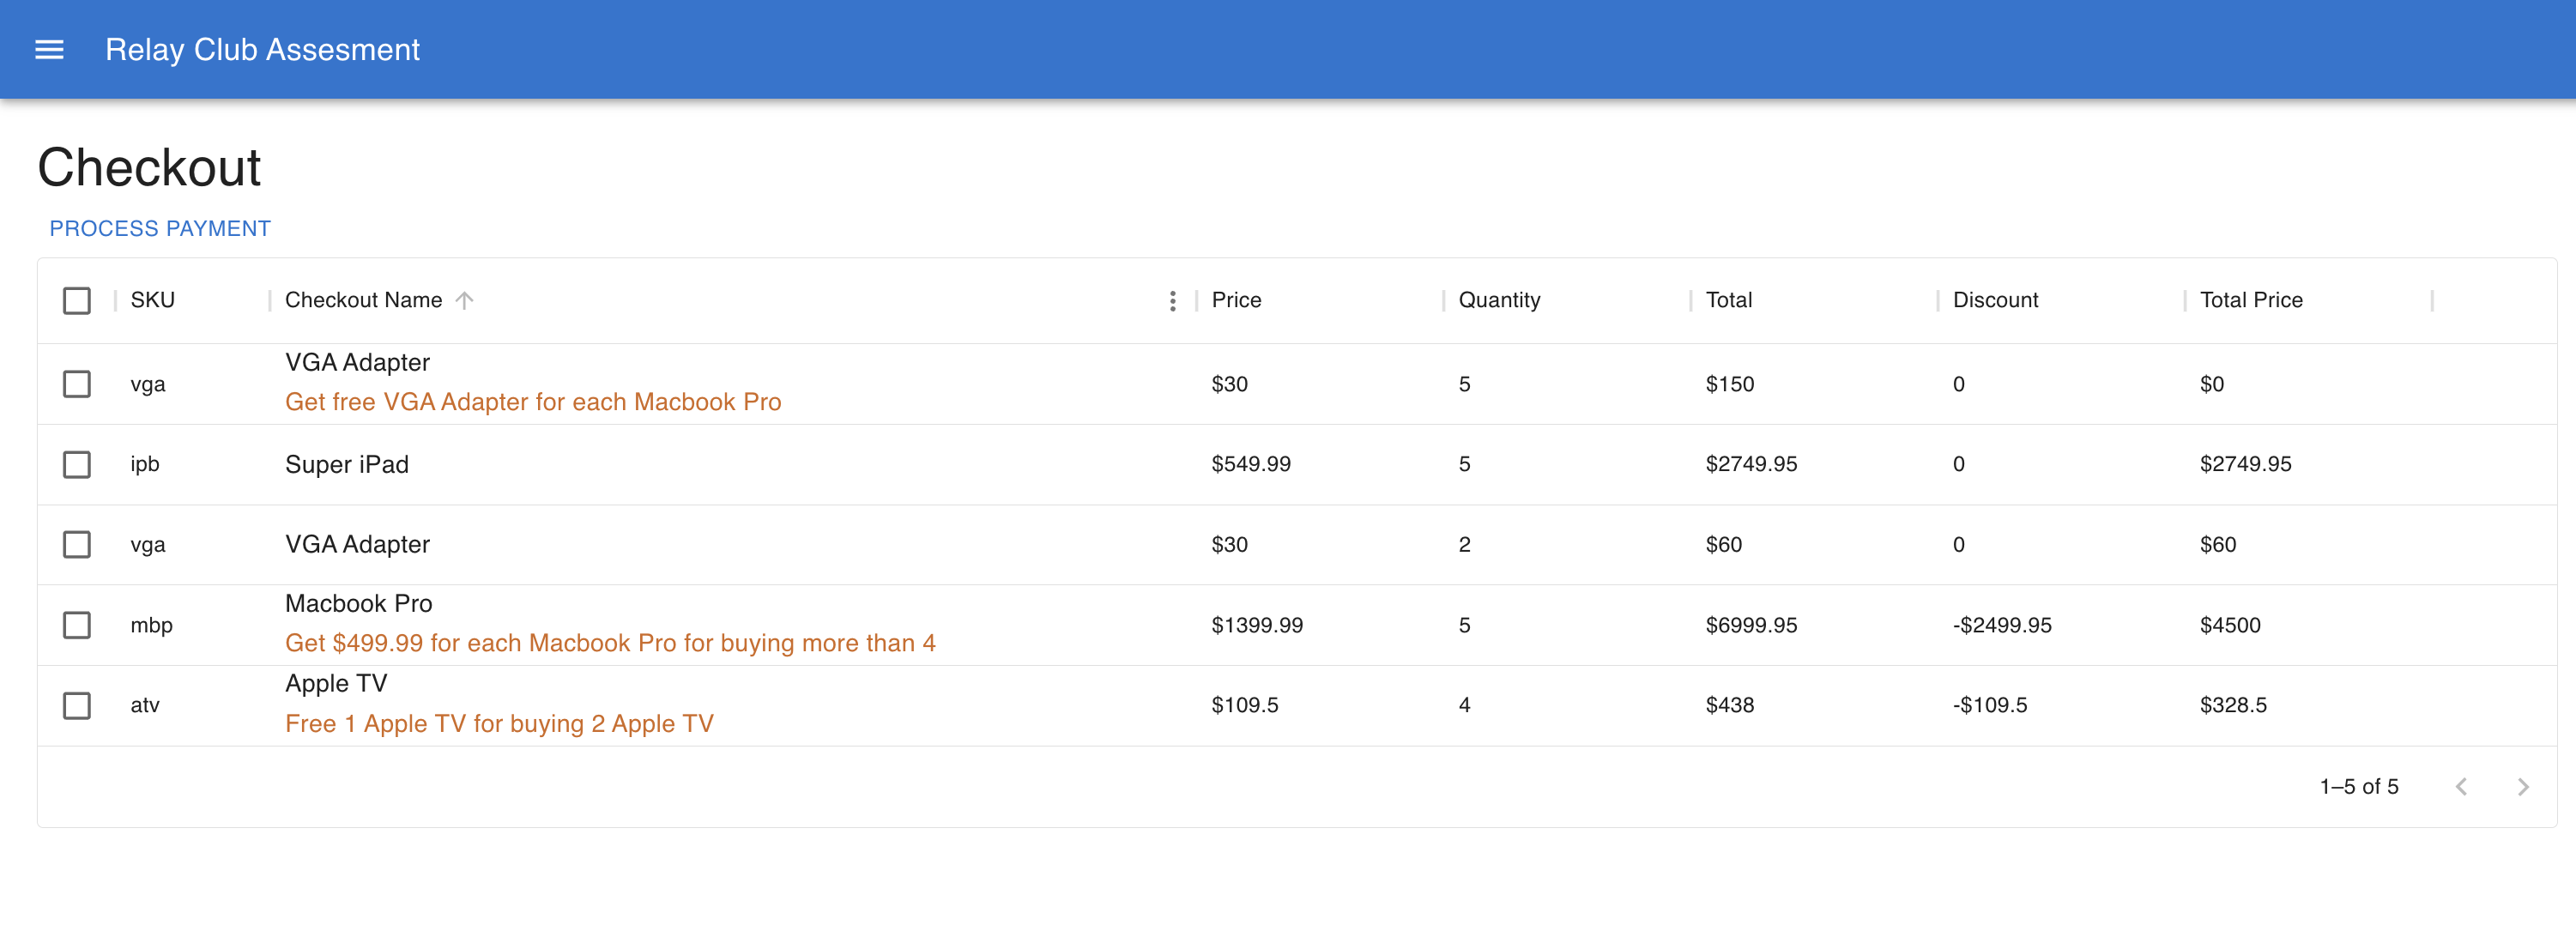 Relay Club Assesment
Checkout
PROCESS PAYMENT
SKU Checkout Name Price Quantity Total Discount Total Price
vga VGA Adapter $30 5 $150 0 $0
Get free VGA Adapter for each Macbook Pro
ipb Super iPad $549.99 5 $2749.95 0 $2749.95
vga VGA Adapter $30 2 $60 0 $60
mbp Macbook Pro $1399.99 5 $6999.95 -$2499.95 $4500
Get $499.99 for each Macbook Pro for buying more than 4
atv Apple TV $109.5 4 $438 -$109.5 $328.5
Free 1 Apple TV for buying 2 Apple TV
1–5 of 5